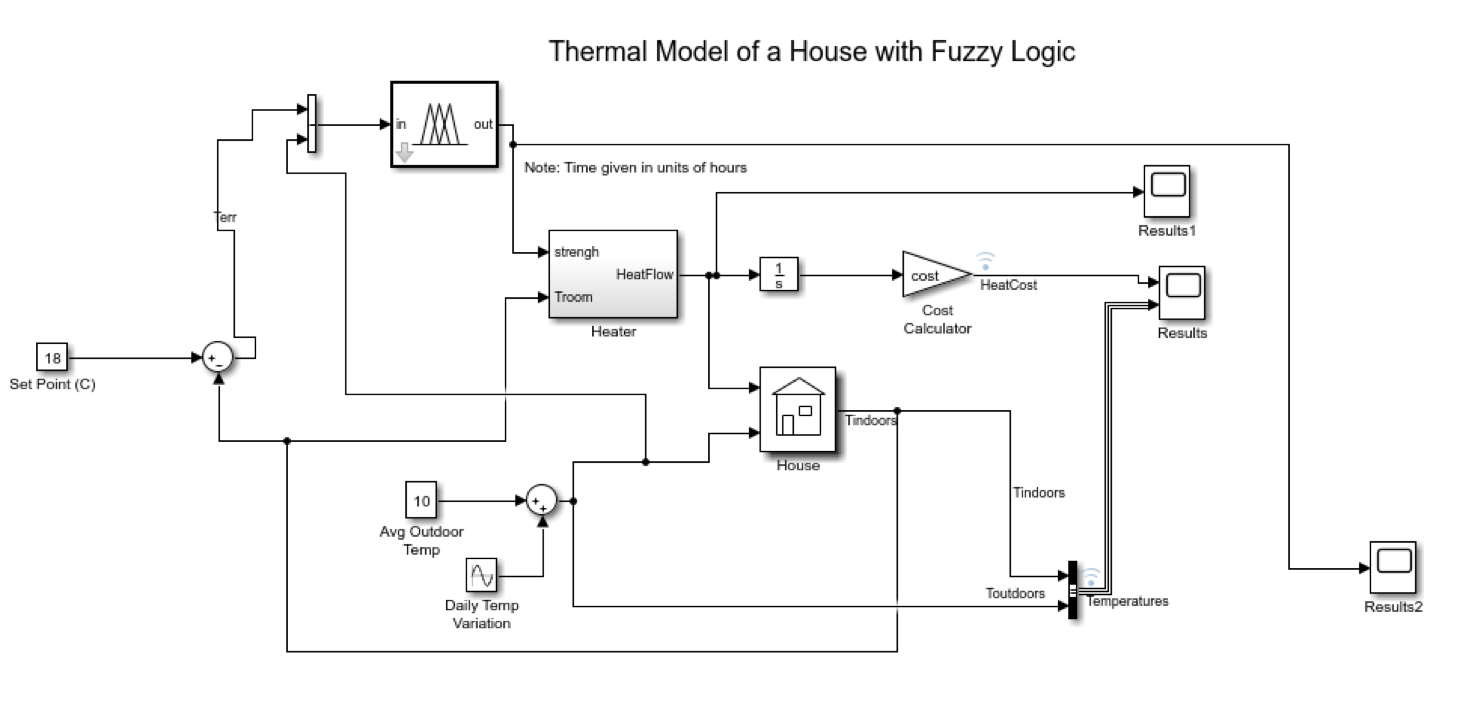 Thermal Model of a House with Fuzzy Logic
in
out
Note: Time given in units of hours
Terr
strengh
HeatFlow
Troom
Heater
1
s
cost
Cost
Calculator
HeatCost
Results1
Results
18
Set Point (C)
+
−
Tindoors
House
Tindoors
10
Avg Outdoor
Temp
+
+
Daily Temp
Variation
Toutdoors
Temperatures
Results2